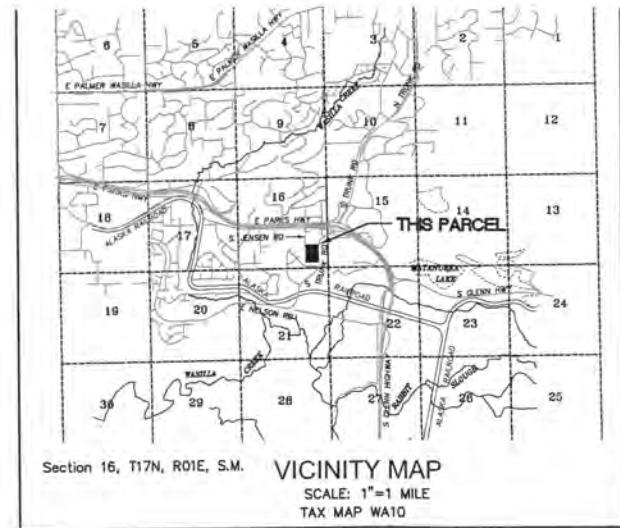 6 5 4 3 2 1
E PALMER WASILLA HWY
E PALMER WASILLA HWY
N TRUNK RD
WASILLA CREEK
7 8 9 10 11 12
S TRUNK RD
E PARKS HWY
18 17 16 15 14 13
ALASKA RAILROAD
E PARKS HWY
THIS PARCEL
S JENSEN RD
S TRUNK RD
MATANUSKA
LAKE
ALASKA RAILROAD
S GLENN HWY
19 20 21 22 23 24
E NELSON RD
WASILLA CREEK
S GLENN HIGHWAY
RABBIT SLOUGH
ALASKA RAILROAD
30 29 28 27 26 25
Section 16, T17N, R01E, S.M.
VICINITY MAP
SCALE: 1"=1 MILE
TAX MAP WA10